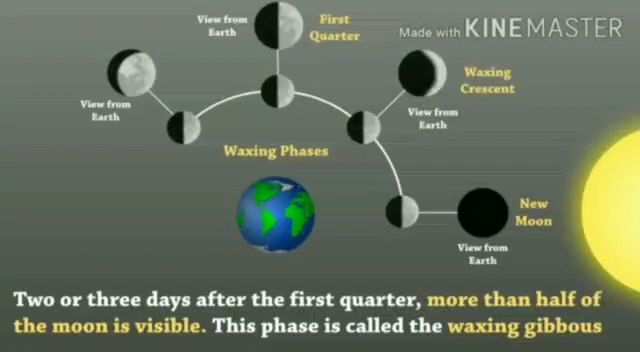 View from
Earth
First
Quarter
Made with KINEMASTER
View from
Earth
Waxing
Crescent
View from
Earth
Waxing Phases
New
Moon
View from
Earth
Two or three days after the first quarter, more than half of
the moon is visible. This phase is called the waxing gibbous